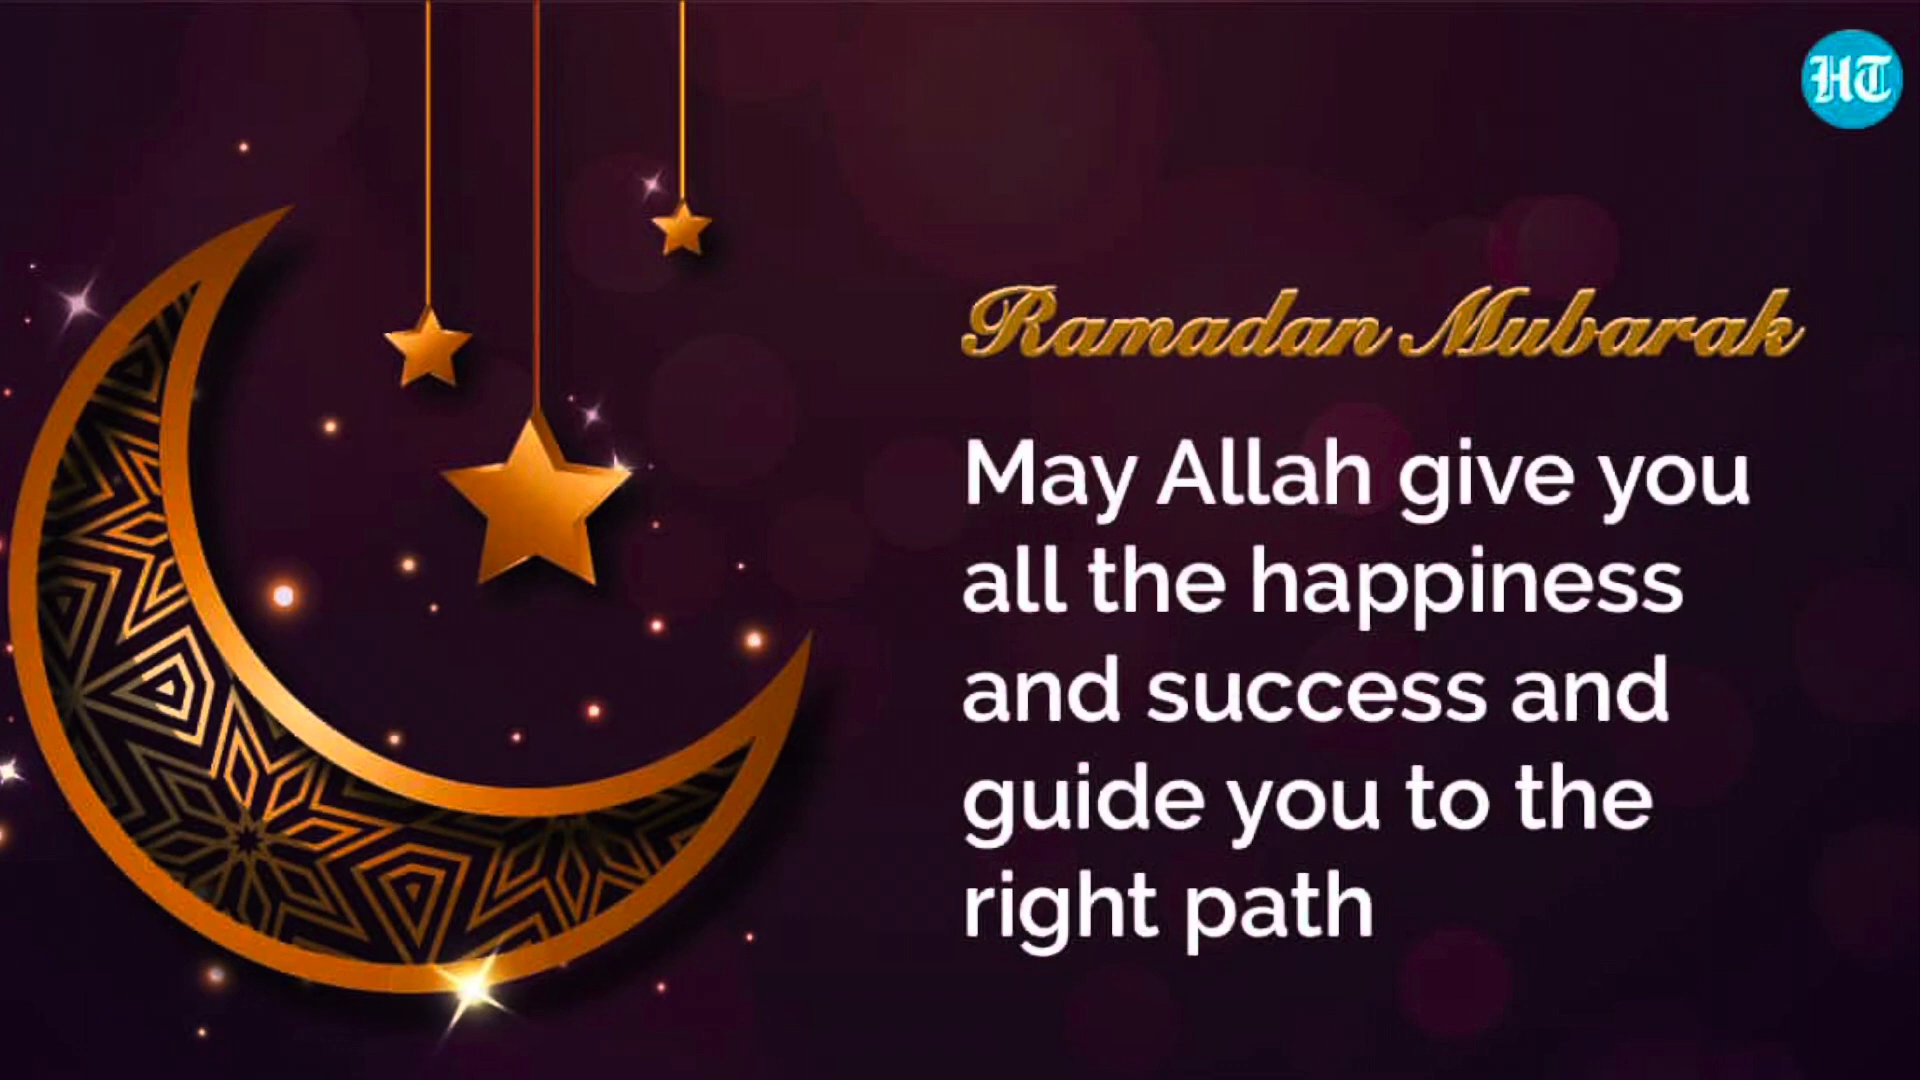 HT
Ramadan Mubarak
May Allah give you
all the happiness
and success and
guide you to the
right path